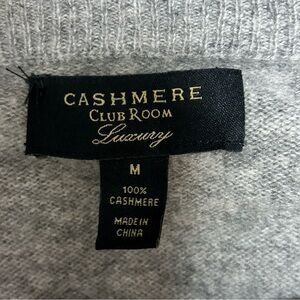 CASHMERE
CLUB ROOM
Luxury
M
100%
CASHMERE
MADE IN
CHINA